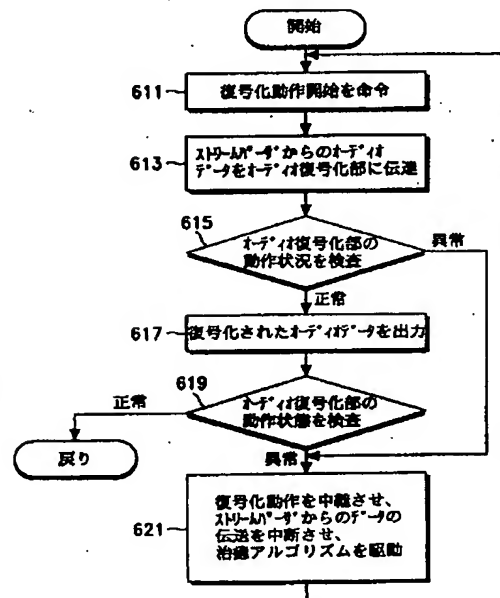 開始
611
復号化動作開始を命令
613
ストリームパーザからのオーディオ
データをオーディオ復号化部に伝達
615
オーディオ復号化部の
動作状況を検査
異常
正常
617
復号化されたオーディオデータを出力
619
オーディオ復号化部の
動作状態を検査
正常
戻り
異常
621
復号化動作を中継させ、
ストリームパーザからのデータの
伝送を中断させ、
治癒アルゴリズムを駆動